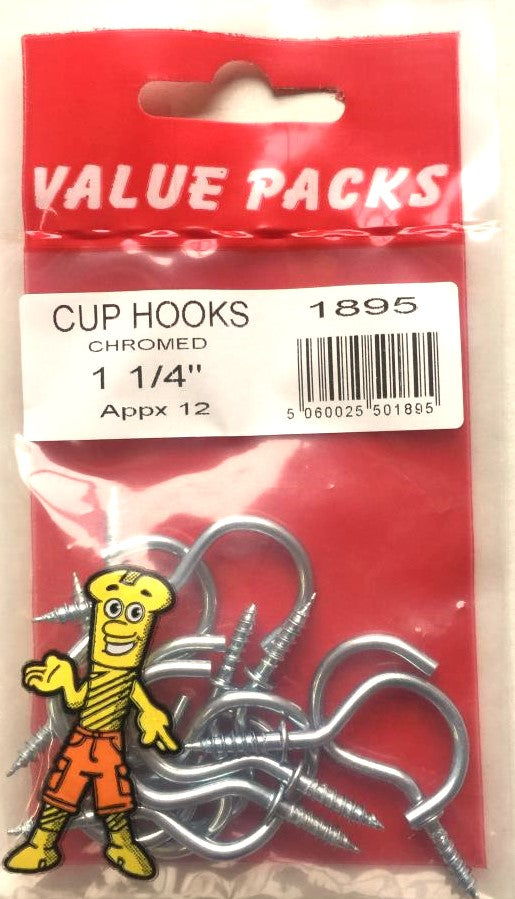 VALUE PACKS
CUP HOOKS 1895
CHROMED
1 1/4"
Appx 12
5 060025 501895